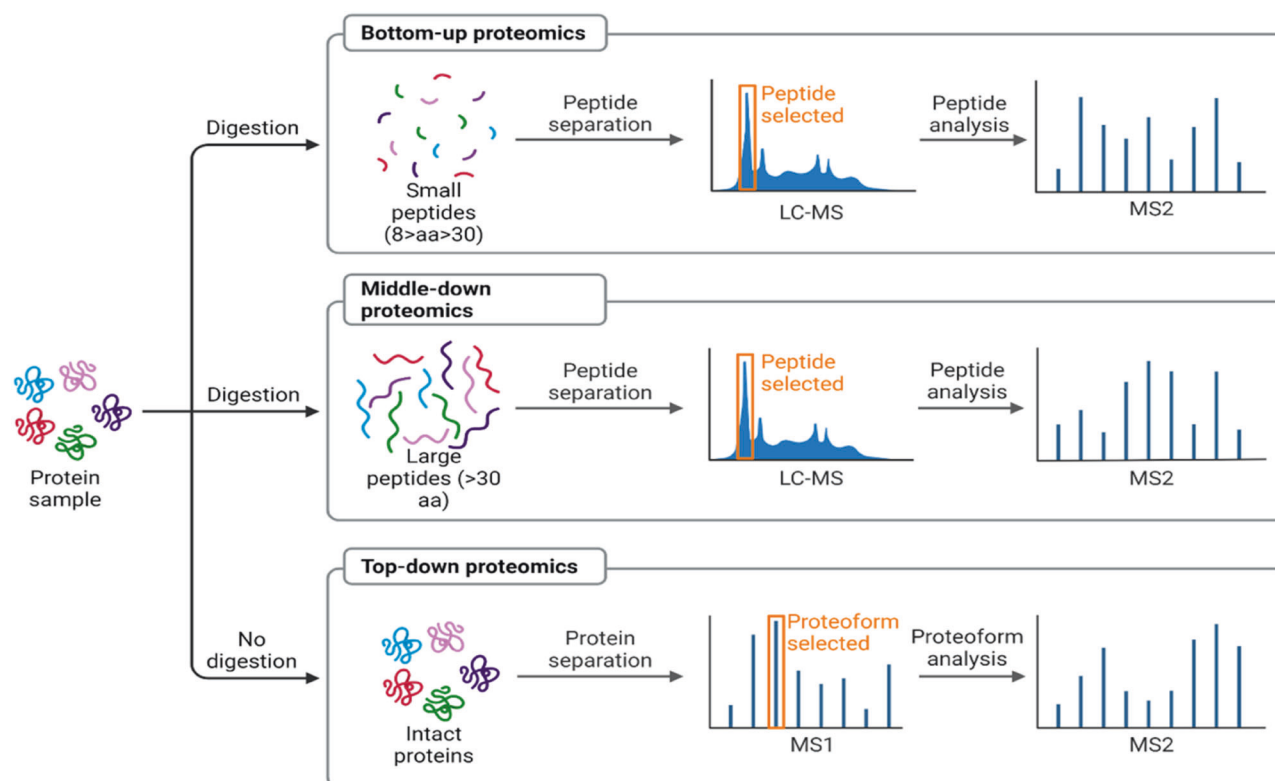 Bottom-up proteomics
Digestion
Small
peptides
(8>aa>30)
Peptide
separation
Peptide
selected
LC-MS
Peptide
analysis
MS2
Middle-down
proteomics
Protein
sample
Digestion
Large
peptides (>30
aa)
Peptide
separation
Peptide
selected
LC-MS
Peptide
analysis
MS2
Top-down proteomics
No
digestion
Intact
proteins
Protein
separation
Proteoform
selected
MS1
Proteoform
analysis
MS2